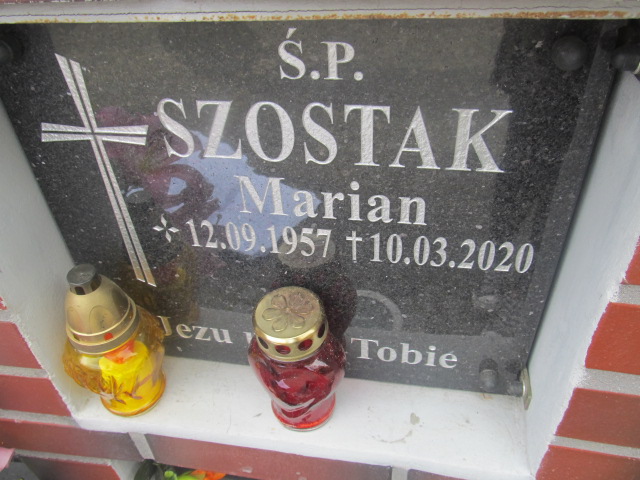 Ś.P.
SZOSTAK
Marian
* 12.09.1957 † 10.03.2020
Jezu Tobie